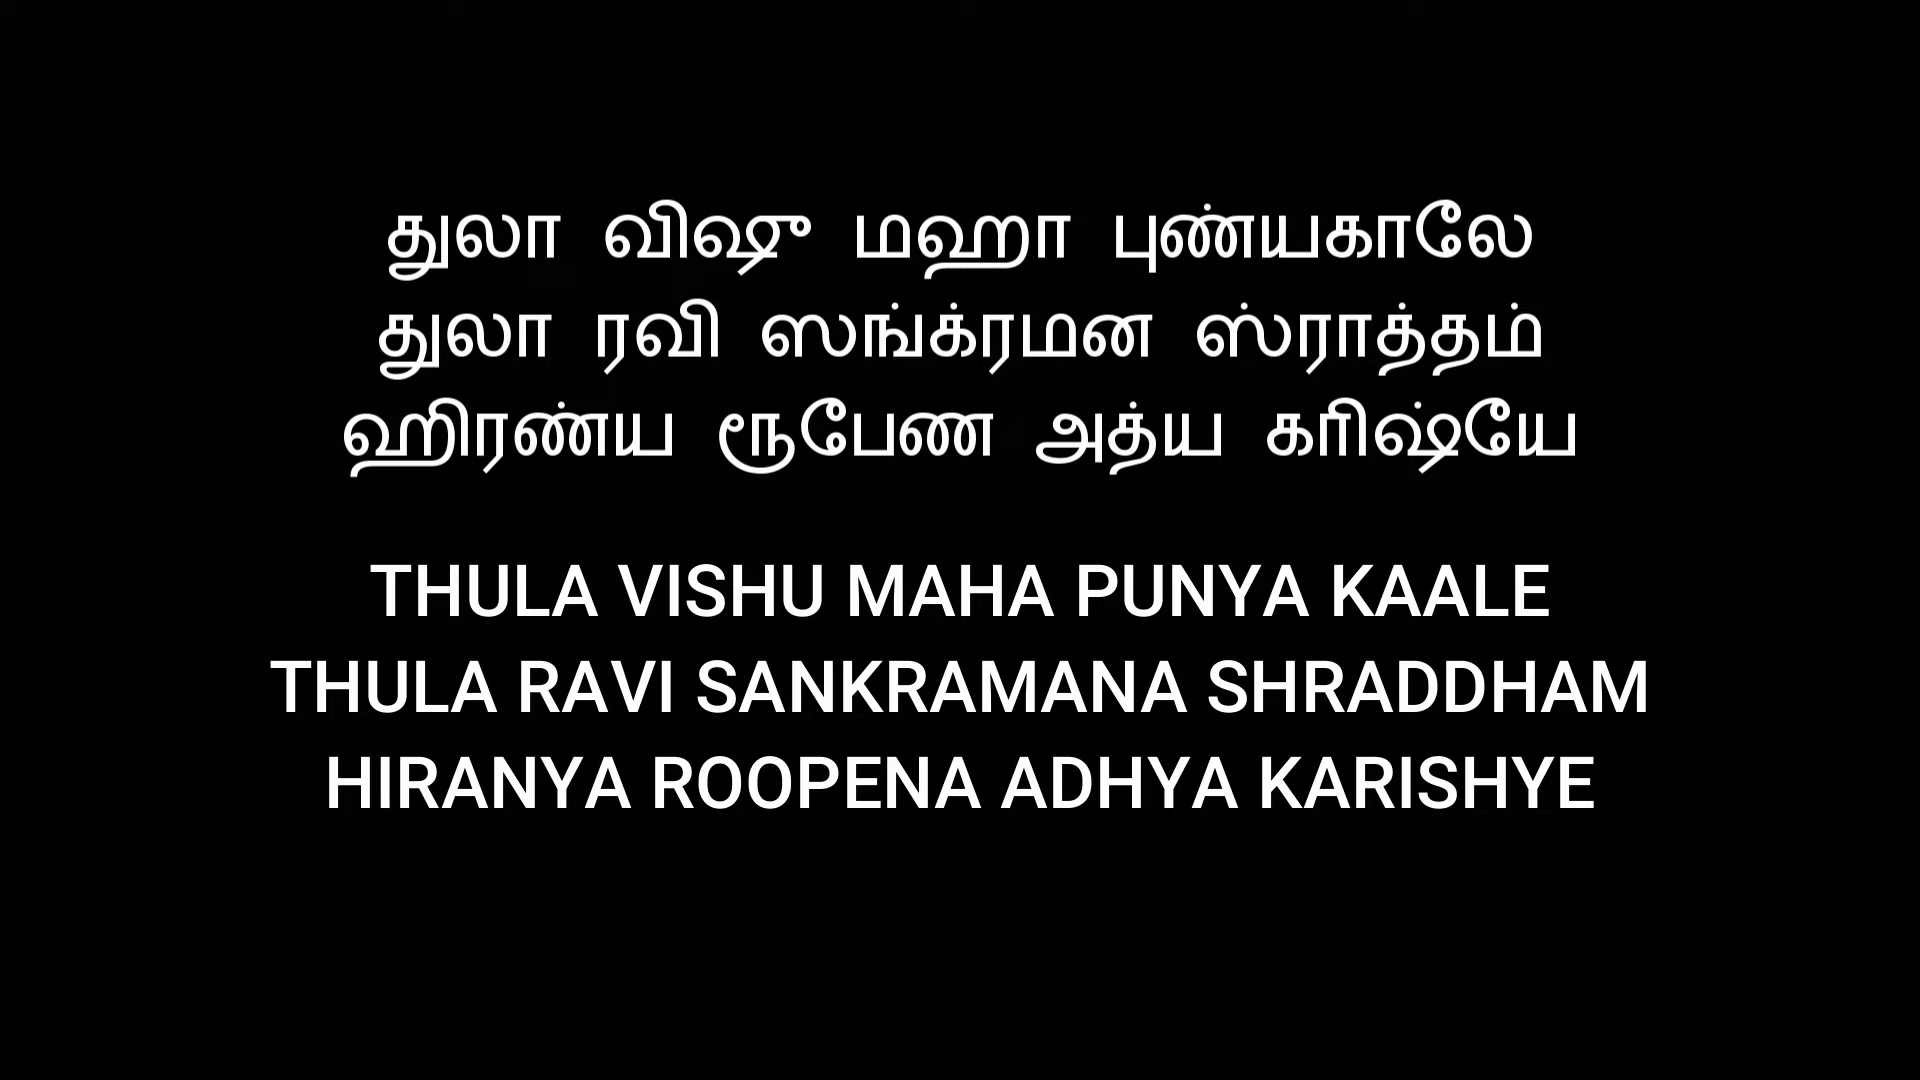 துலா விஷு மஹா புண்யகாலே
துலா ரவி ஸங்க்ரமன ஸ்ராத்தம்
ஹிரண்ய ரூபேண அத்ய கரிஷ்யே
THULA VISHU MAHA PUNYA KAALE
THULA RAVI SANKRAMANA SHRADDHAM
HIRANYA ROOPENA ADHYA KARISHYE